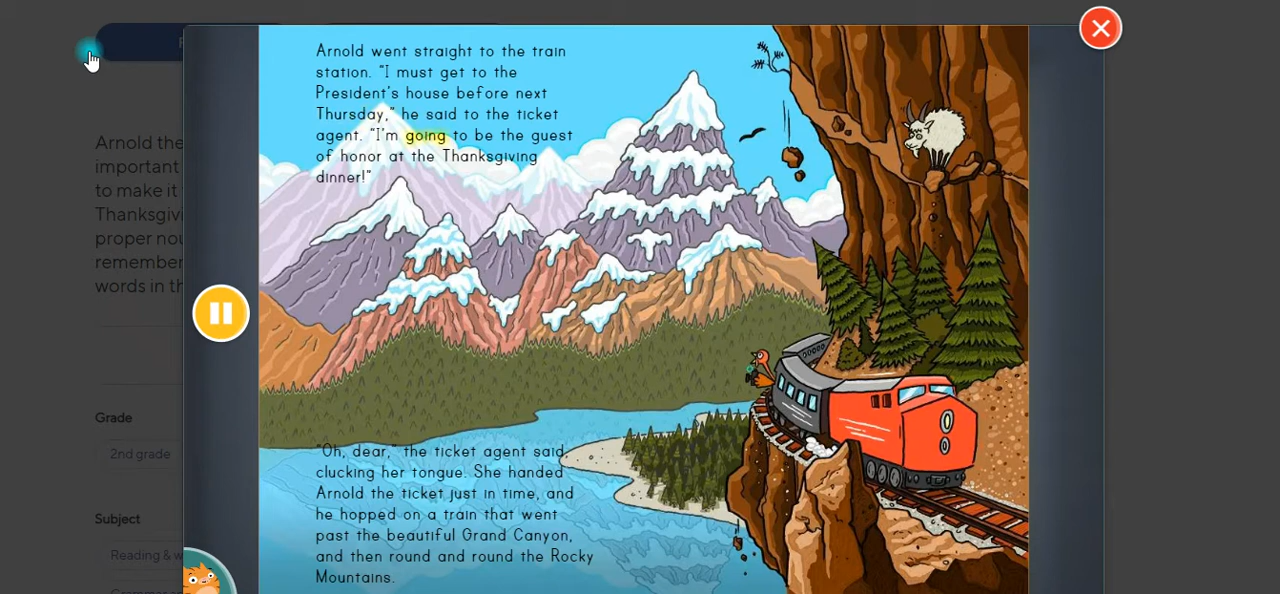 Arnold went straight to the train
station. "I must get to the
President's house before next
Thursday," he said to the ticket
agent. "I'm going to be the guest
of honor at the Thanksgiving
dinner!"
"Oh, dear," the ticket agent said,
clucking her tongue. She handed
Arnold the ticket just in time, and
he hopped on a train that went
past the beautiful Grand Canyon,
and then round and round the Rocky
Mountains.
Arnold the
important
to make it
Thanksgivi
proper nou
remember
words in th
Grade
2nd grade
Subject
Reading & w